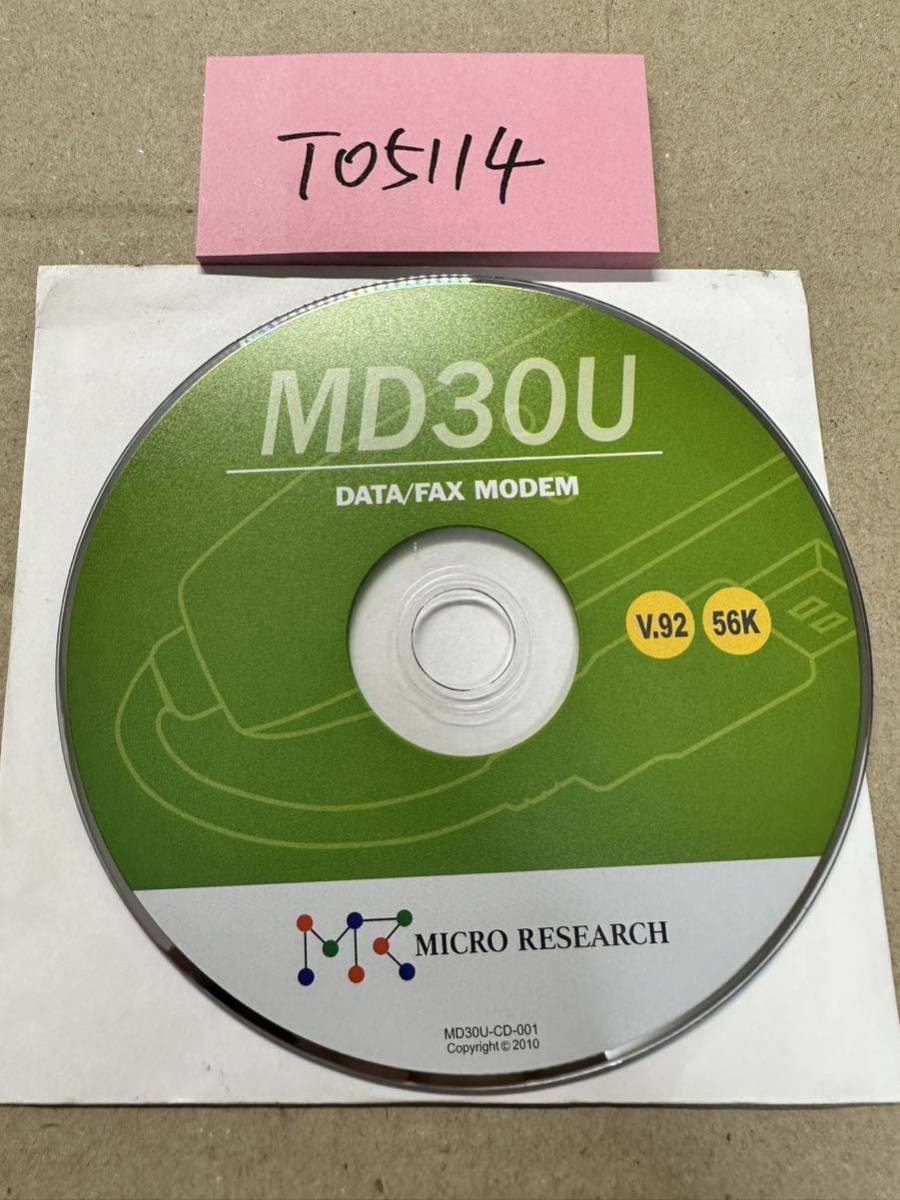 T05114
MD30U
DATA/FAX MODEM
V.92 56K
MICRO RESEARCH
MD30U-CD-001
Copyright © 2010